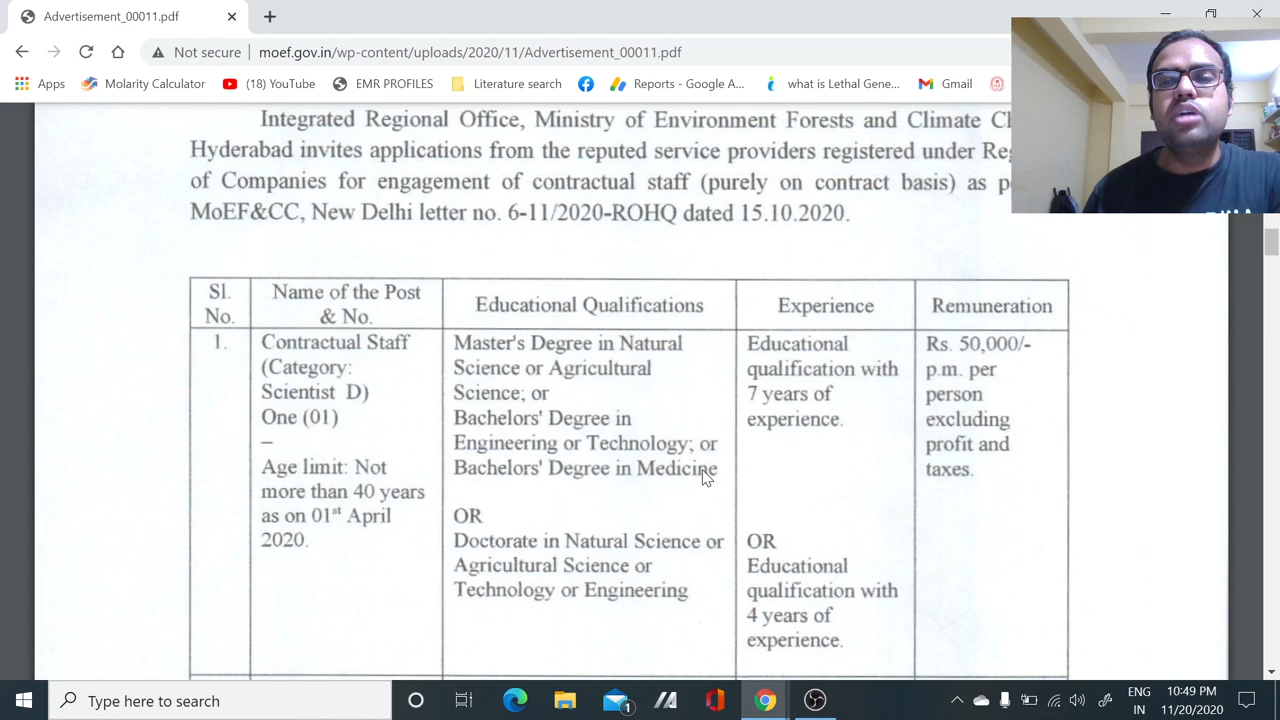 Advertisement_00011.pdf
Not secure moef.gov.in/wp-content/uploads/2020/11/Advertisement_00011.pdf
Apps Molarity Calculator (18) YouTube EMR PROFILES Literature search Reports - Google A... what is Lethal Gene... Gmail
Integrated Regional Office, Ministry of Environment Forests and Climate
Hyderabad invites applications from the reputed service providers registered under
of Companies for engagement of contractual staff (purely on contract basis) as
MoEF&CC, New Delhi letter no. 6-11/2020-ROHQ dated 15.10.2020.
Sl. No.
Name of the Post & No.
Educational Qualifications
Experience
Remuneration
1.
Contractual Staff
(Category:
Scientist D)
One (01)
–
Age limit: Not
more than 40 years
as on 01st April
2020.
Master's Degree in Natural
Science or Agricultural
Science; or
Bachelors' Degree in
Engineering or Technology; or
Bachelors' Degree in Medicine
OR
Doctorate in Natural Science or
Agricultural Science or
Technology or Engineering
Educational
qualification with
7 years of
experience.
OR
Educational
qualification with
4 years of
experience.
Rs. 50,000/-
p.m. per
person
excluding
profit and
taxes.
Type here to search
1
ENG
IN
10:49 PM
11/20/2020